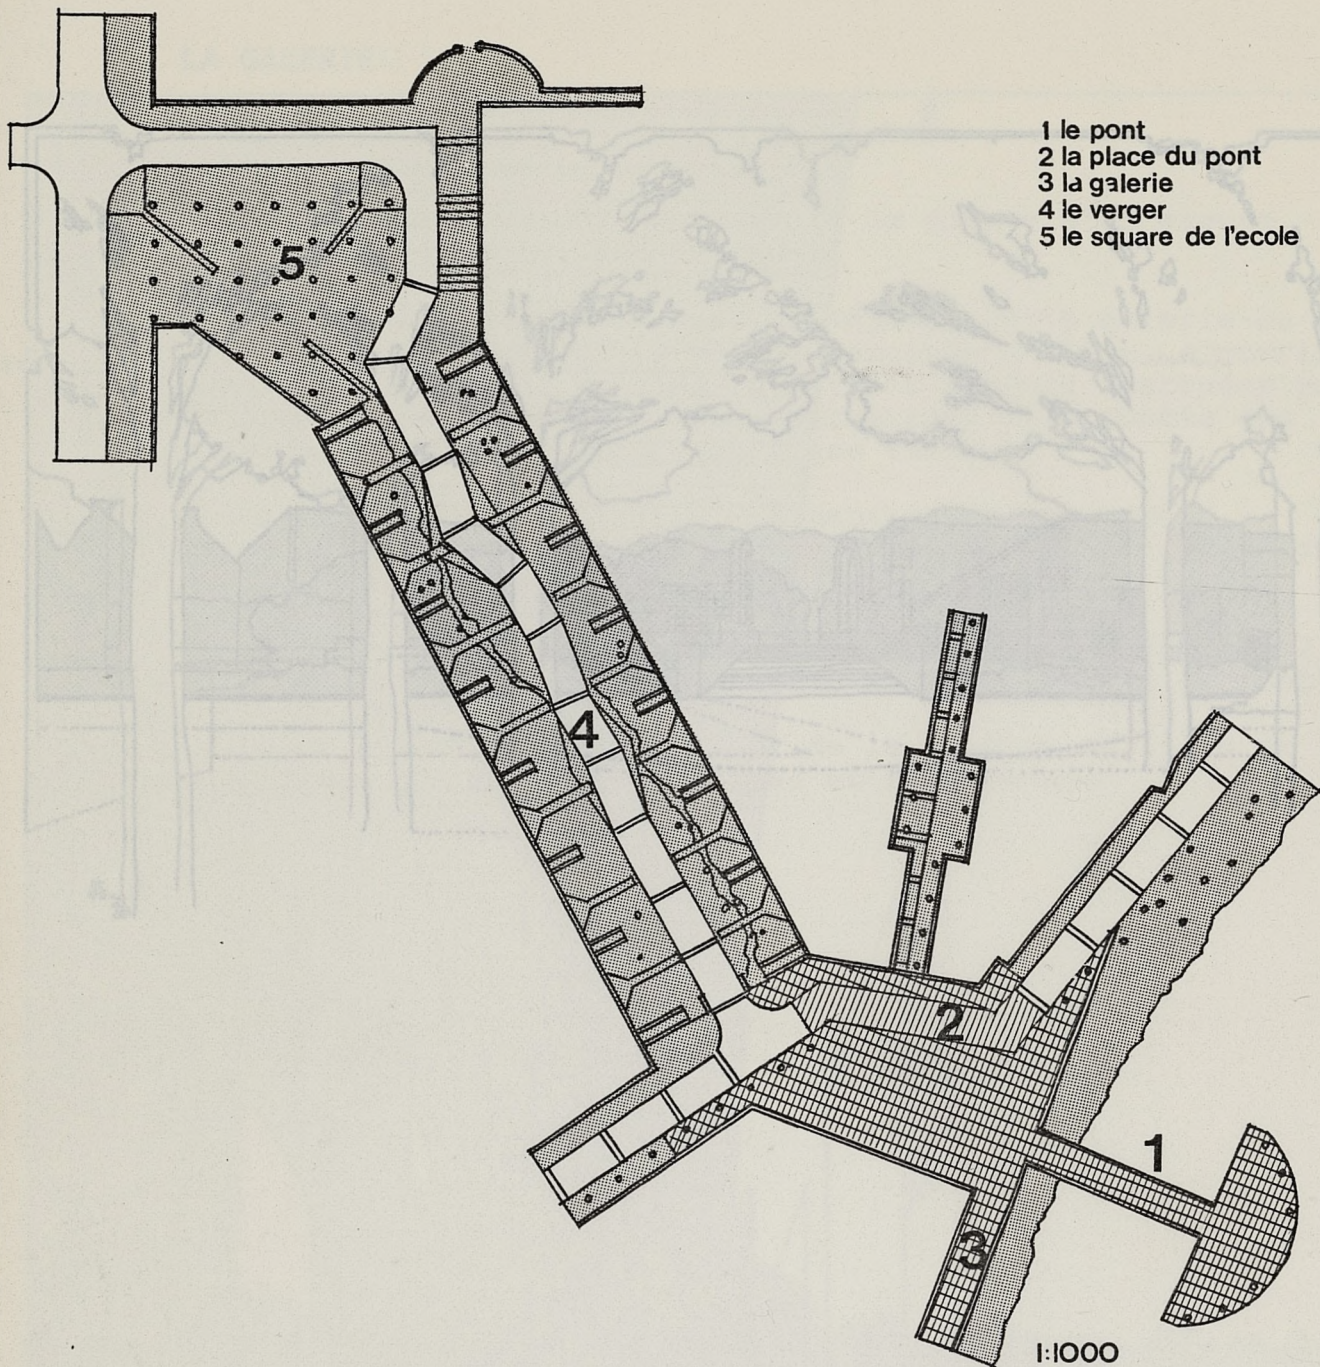 1 le pont
2 la place du pont
3 la galerie
4 le verger
5 le square de l'ecole
5
4
2
1
3
1:1000